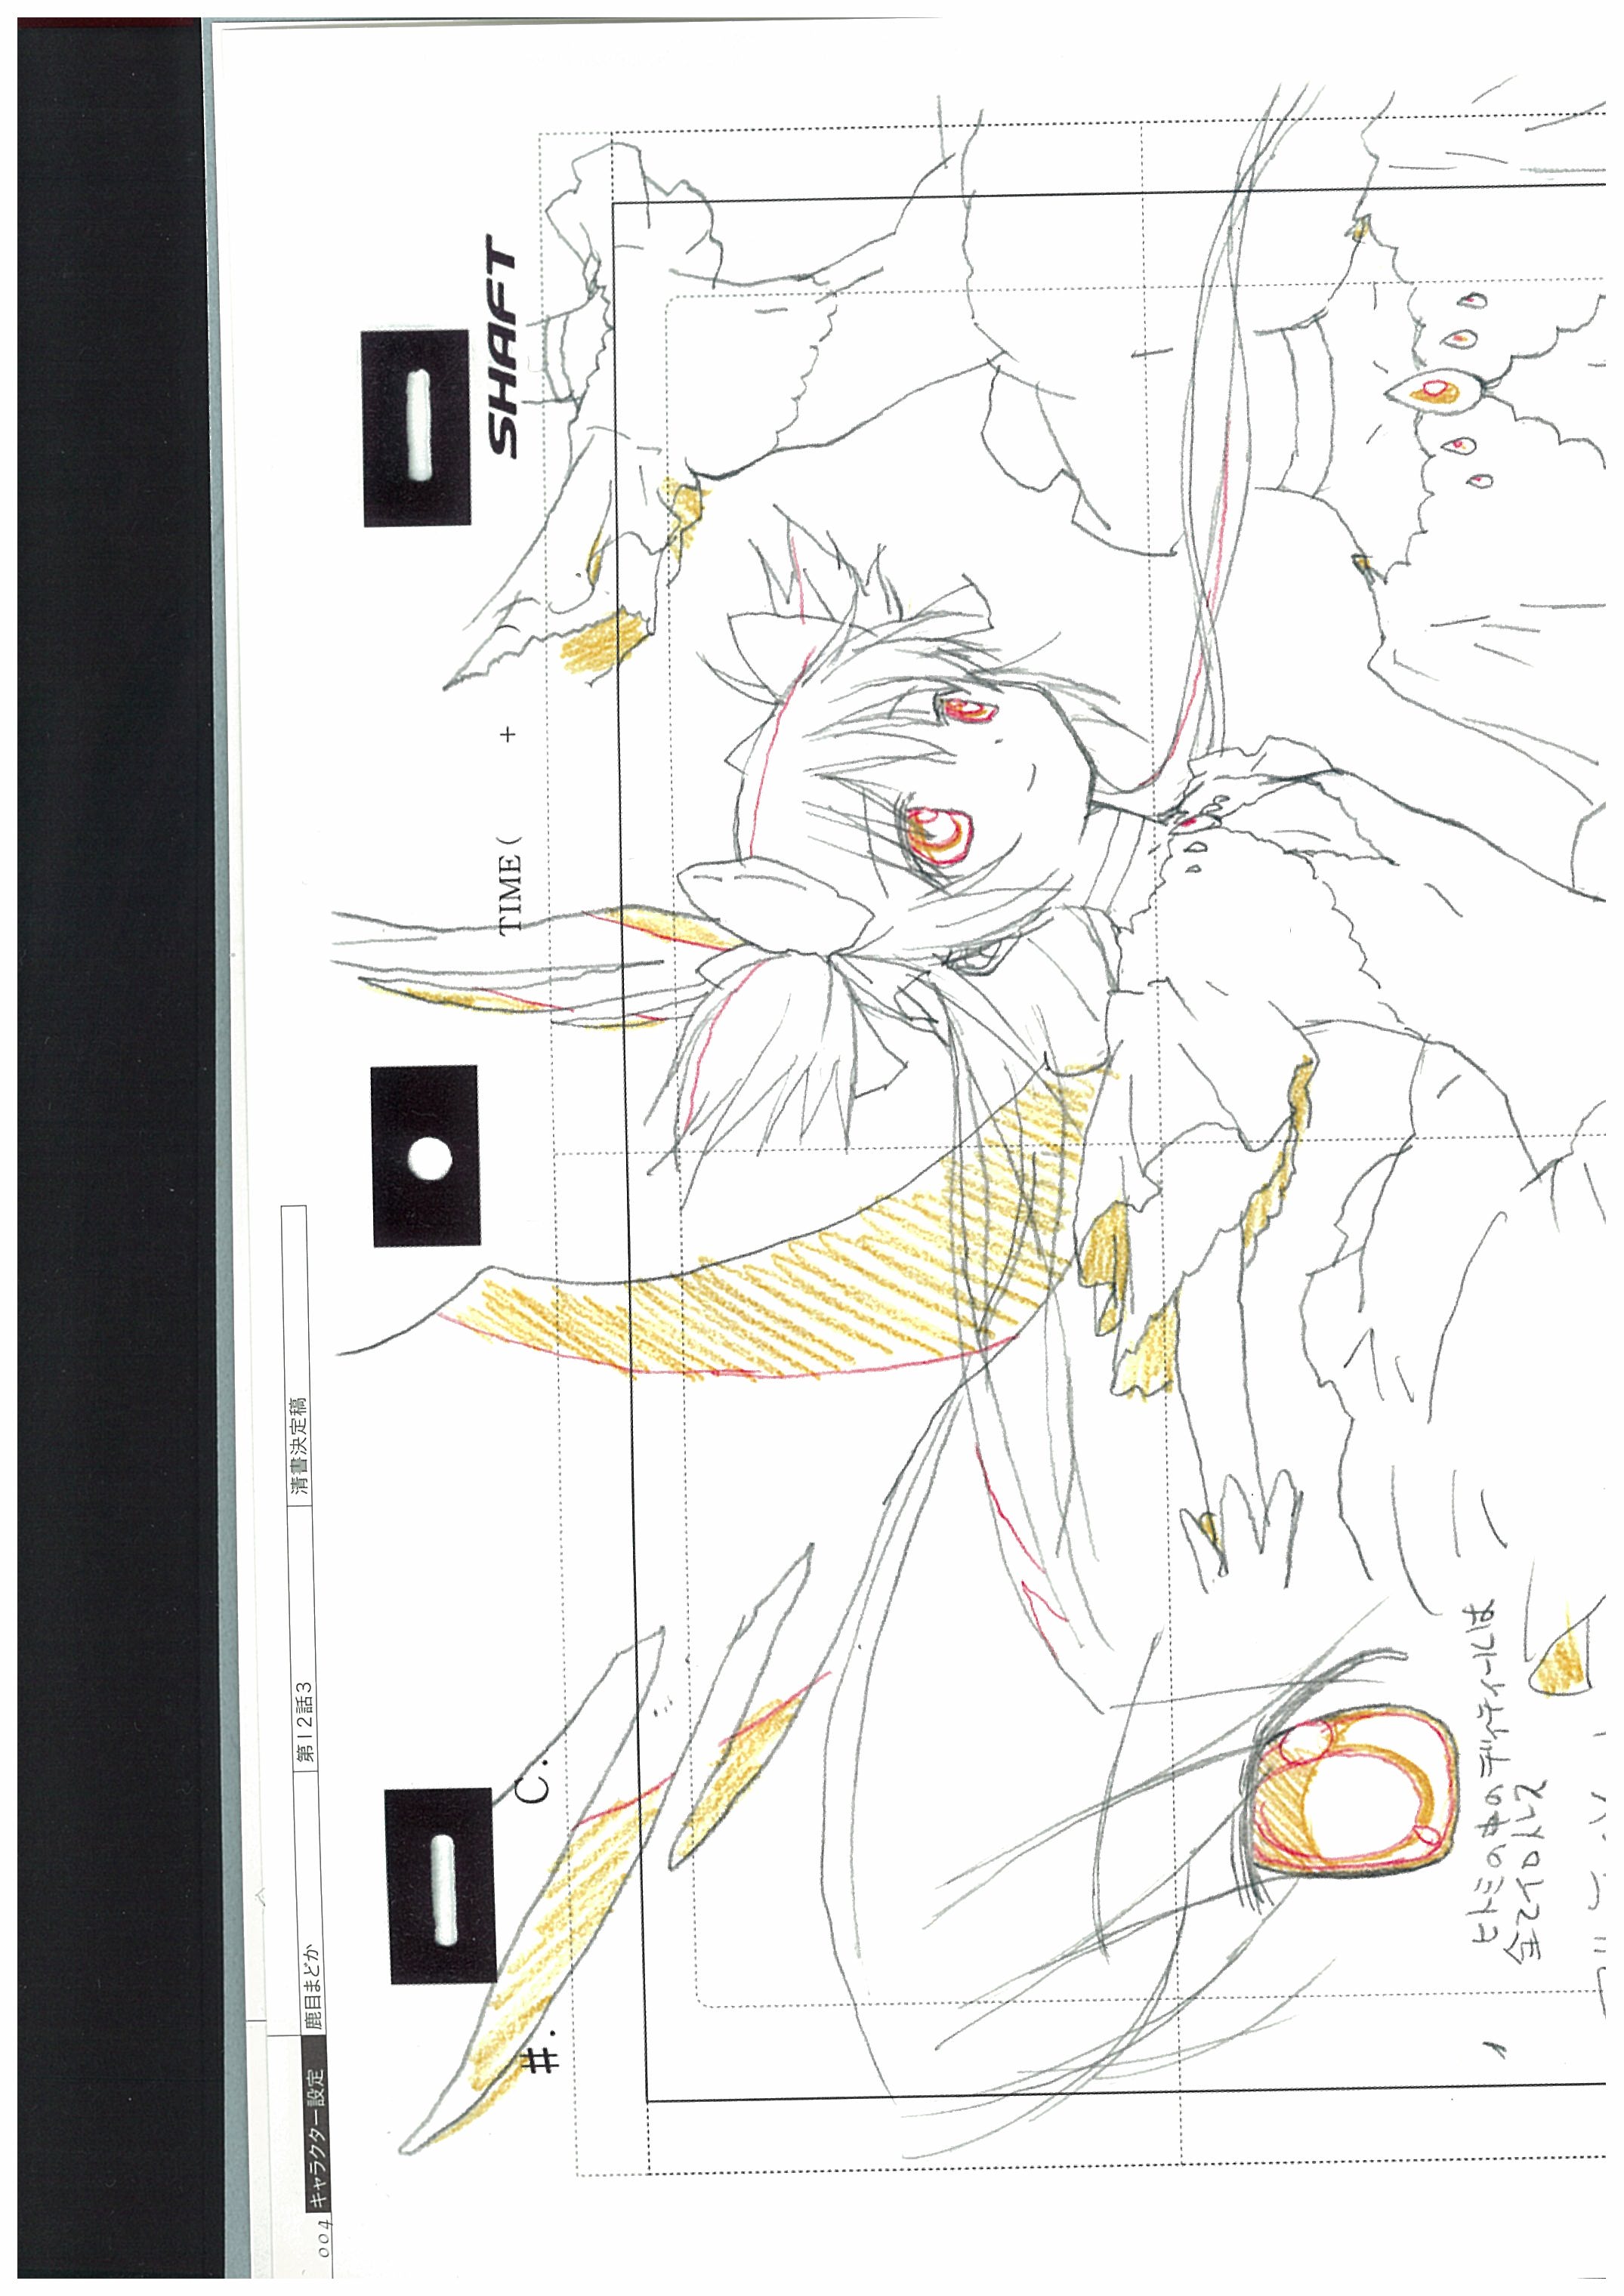 004 キャラクター設定 鹿目まどか 第12話3 清書決定稿
#. C. TIME( + ) SHAFT
ヒトミの中のディティールは
全てイロトレス